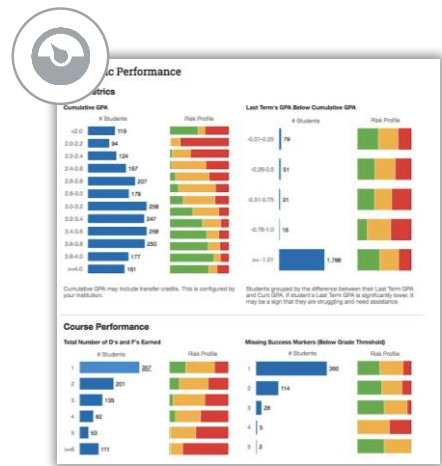 ic Performance
etrics
Cumulative GPA
# Students Risk Profile
<2.0 119
2.0-2.2 94
2.2-2.4 124
2.4-2.6 167
2.6-2.8 207
2.8-3.0 179
3.0-3.2 258
3.2-3.4 247
3.4-3.6 258
3.6-3.8 250
3.8-4.0 177
>=4.0 161
Cumulative GPA may include transfer credits. This is configured by
your institution.
Last Term's GPA Below Cumulative GPA
# Students Risk Profile
-0.01-0.25 79
-0.26-0.5 51
-0.51-0.75 31
-0.76-1.0 16
>= -1.01 1,786
Students grouped by the difference between their Last Term GPA
and Cum GPA. If student's Last Term GPA is significantly lower, it
may be a sign that they are struggling and need assistance.
Course Performance
Total Number of D's and F's Earned
# Students Risk Profile
1 357
2 201
3 135
4 82
5 53
>=6 111
Missing Success Markers (Below Grade Threshold)
# Students Risk Profile
1 360
2 114
3 28
4 5
5 2